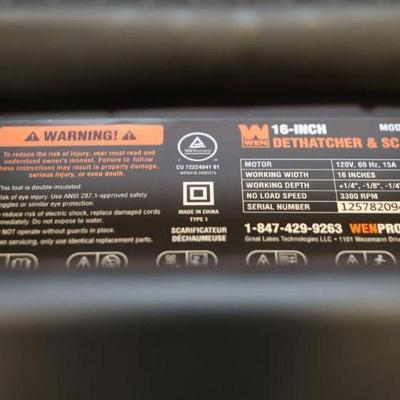 WARNING!
To reduce the risk of injury, user must read and
understand owner's manual. Failure to follow
these instructions may result in property damage,
serious injury, or even death.
This tool is double-insulated.
Risk of eye injury. Use ANSI Z87.1-approved safety
goggles or similar eye protection.
reduce risk of electric shock, replace damaged cords
immediately. Do not expose to water.
NOT operate without guards in place.
servicing, only use identical replacement parts.
CU 72224941 01
MADE IN CHINA
TYPE 1
SCARIFICATEUR
DÉCHAUMEUSE
WEN
16-INCH MOD
DETHATCHER & SC
MOTOR 120V, 60 Hz, 15A
WORKING WIDTH 16 INCHES
WORKING DEPTH +1/4", -1/8", -1/4"
NO LOAD SPEED 3300 RPM
SERIAL NUMBER 125782094
1-847-429-9263 WENPRO
Great Lakes Technologies LLC • 1101 Wesemann Drive